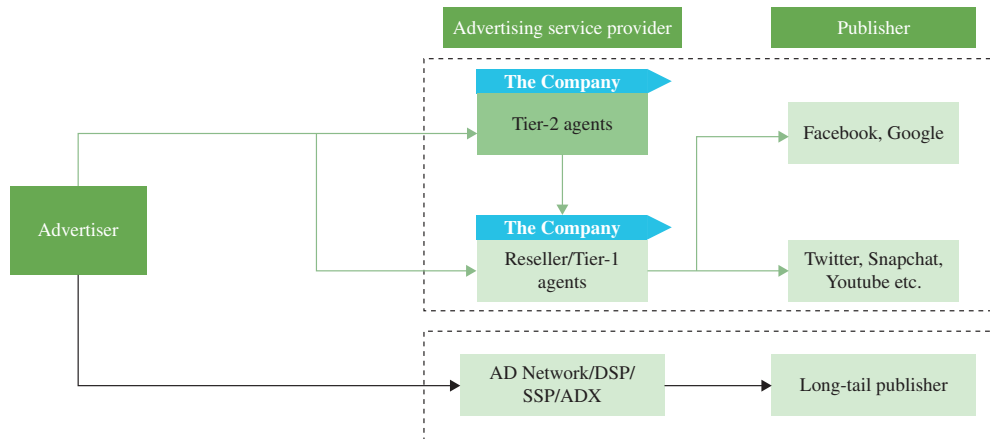 Advertising service provider
Publisher
The Company
Tier-2 agents
Facebook, Google
Advertiser
The Company
Reseller/Tier-1
agents
Twitter, Snapchat,
Youtube etc.
AD Network/DSP/
SSP/ADX
Long-tail publisher